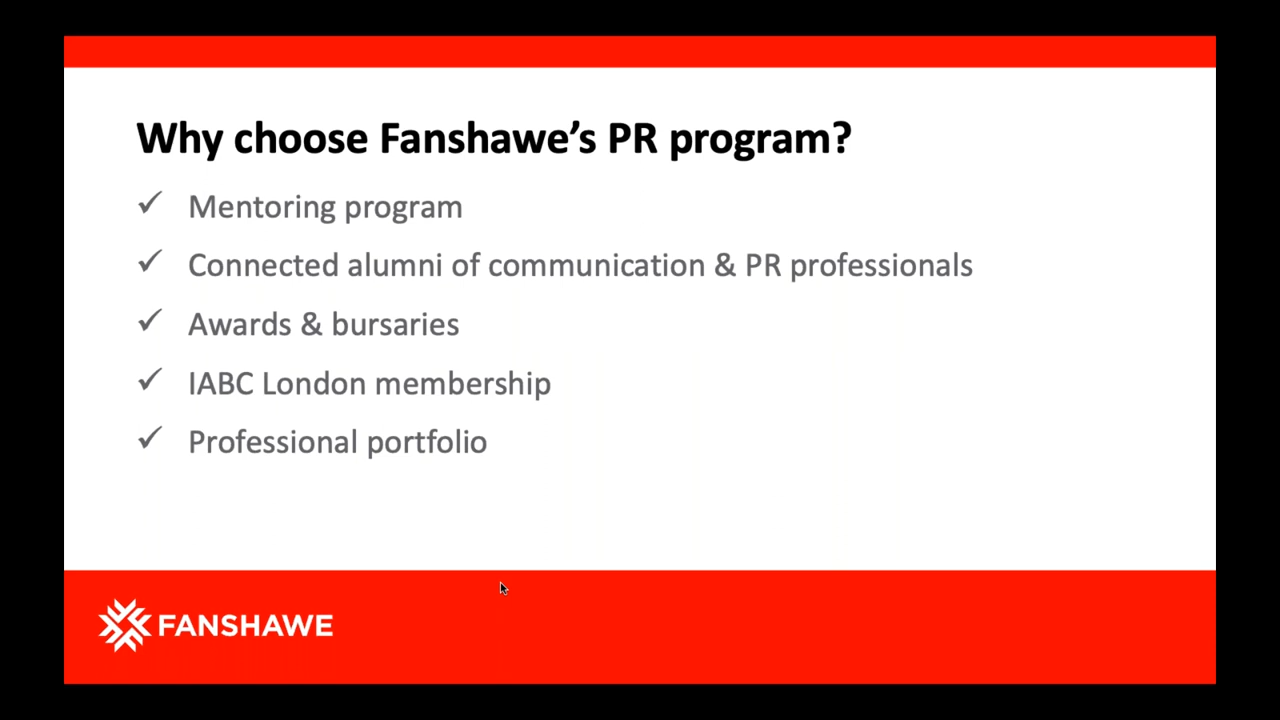 Why choose Fanshawe's PR program?
✓ Mentoring program
✓ Connected alumni of communication & PR professionals
✓ Awards & bursaries
✓ IABC London membership
✓ Professional portfolio
FANSHAWE